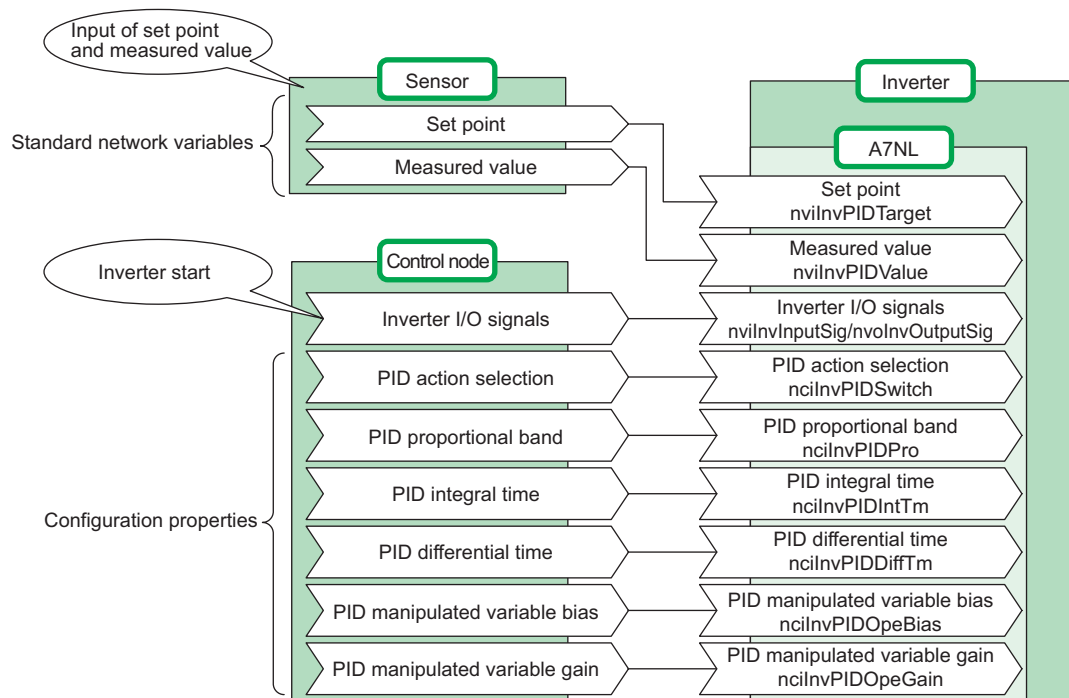 Input of set point
and measured value
Sensor
Set point
Measured value
Standard network variables
Inverter
A7NL
Set point
nviInvPIDTarget
Measured value
nviInvPIDValue
Inverter start
Control node
Inverter I/O signals
Inverter I/O signals
nviInvInputSig/nvoInvOutputSig
PID action selection
PID action selection
nciInvPIDSwitch
PID proportional band
PID proportional band
nciInvPIDPro
Configuration properties
PID integral time
PID integral time
nciInvPIDIntTm
PID differential time
PID differential time
nciInvPIDDiffTm
PID manipulated variable bias
PID manipulated variable bias
nciInvPIDOpeBias
PID manipulated variable gain
PID manipulated variable gain
nciInvPIDOpeGain